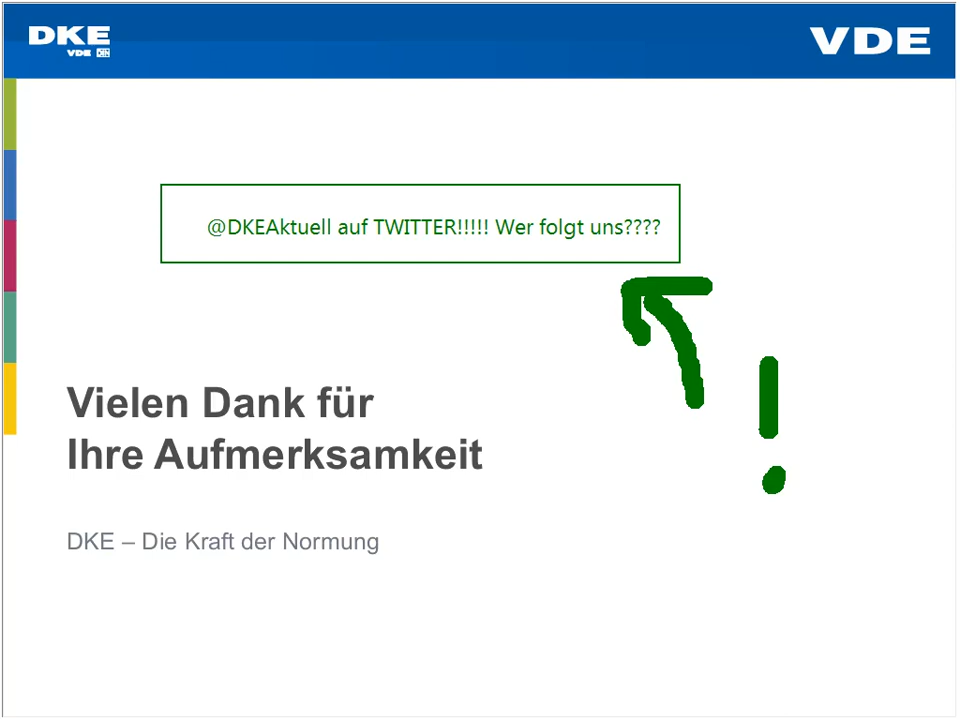 DKE
VDE DIN
VDE
@DKEAktuell auf TWITTER!!!!! Wer folgt uns????
!
Vielen Dank für
Ihre Aufmerksamkeit
DKE – Die Kraft der Normung